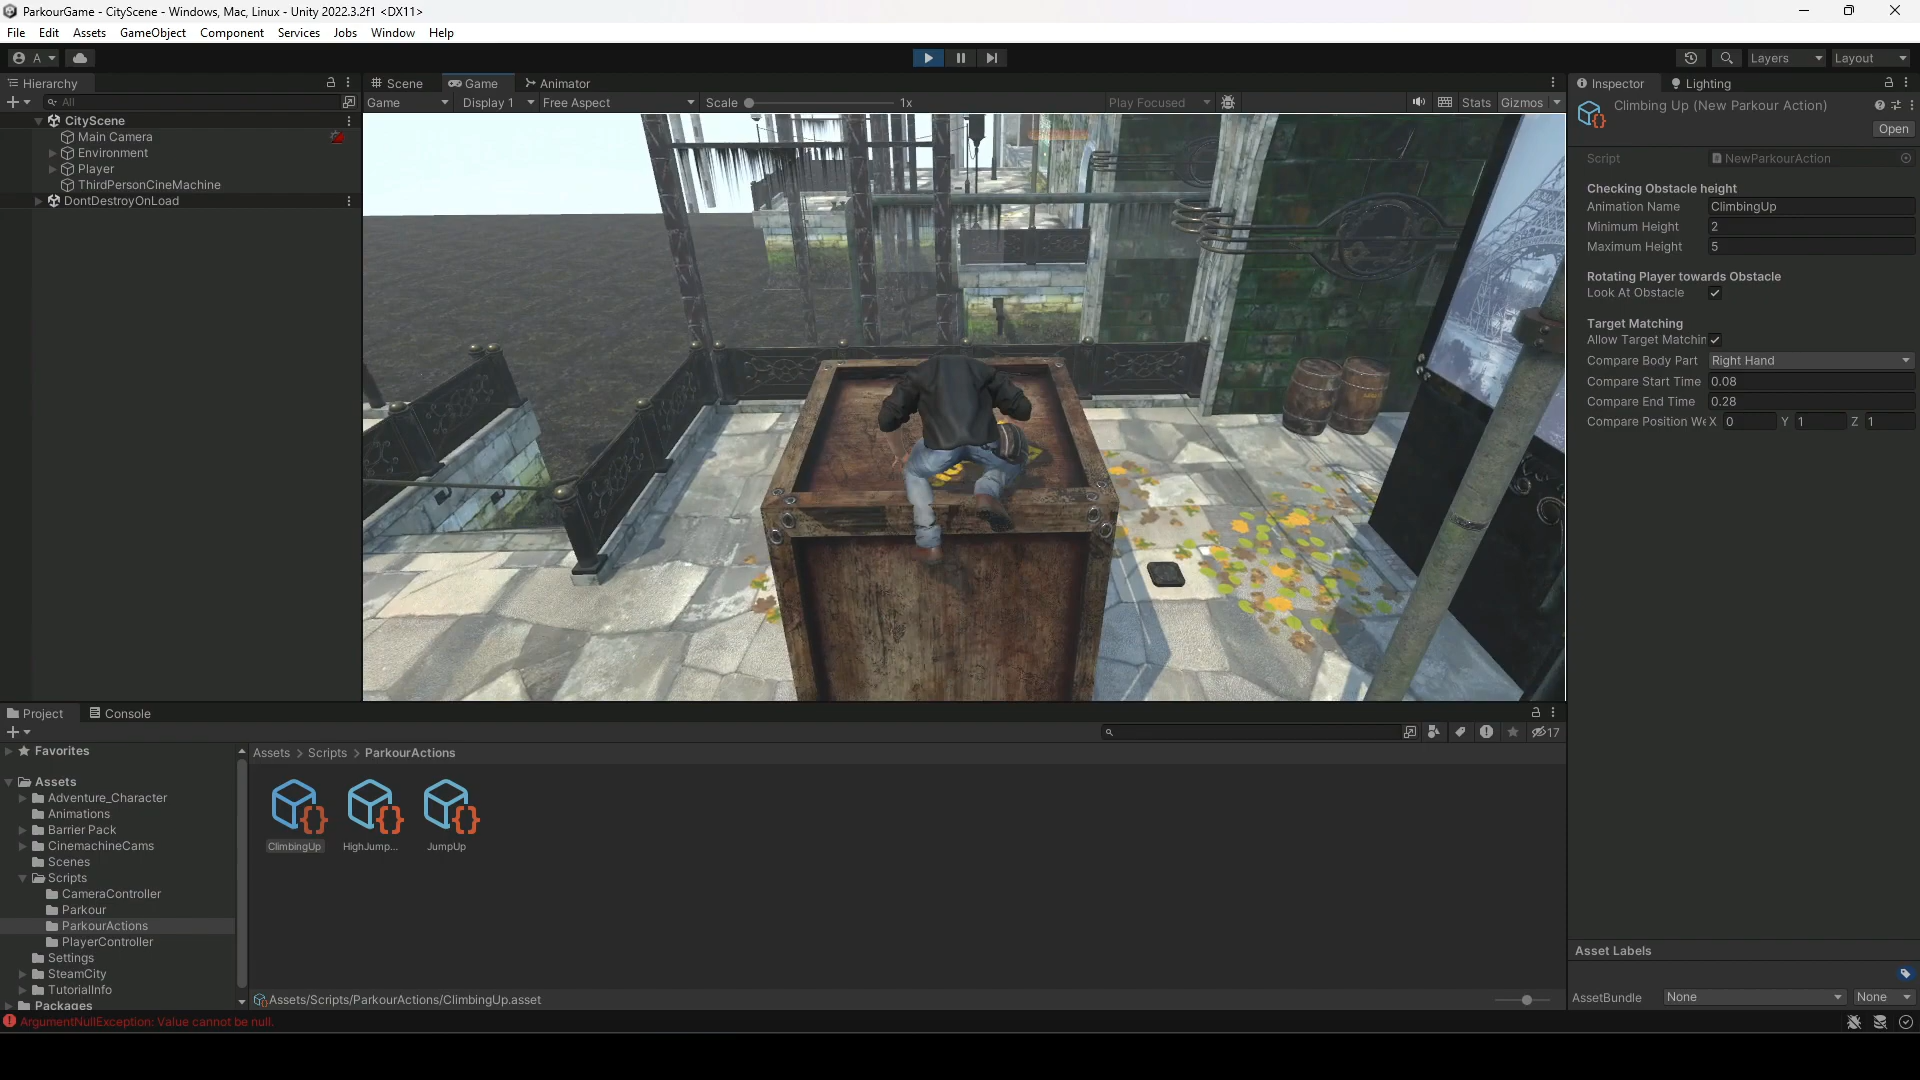 ParkourGame - CityScene - Windows, Mac, Linux - Unity 2022.3.2f1 <DX11>
File Edit Assets GameObject Component Services Jobs Window Help
A Layers Layout
Hierarchy
All
CityScene
Main Camera
Environment
Player
ThirdPersonCineMachine
DontDestroyOnLoad
Scene Game Animator
Game Display 1 Free Aspect Scale 1x Play Focused Stats Gizmos
Inspector Lighting
Climbing Up (New Parkour Action)
Open
Script NewParkourAction
Checking Obstacle height
Animation Name ClimbingUp
Minimum Height 2
Maximum Height 5
Rotating Player towards Obstacle
Look At Obstacle
Target Matching
Allow Target Matchin
Compare Body Part Right Hand
Compare Start Time 0.08
Compare End Time 0.28
Compare Position We X 0 Y 1 Z 1
Project Console
17
Favorites
Assets
Adventure_Character
Animations
Barrier Pack
CinemachineCams
Scenes
Scripts
CameraController
Parkour
ParkourActions
PlayerController
Settings
SteamCity
TutorialInfo
Packages
Assets > Scripts > ParkourActions
ClimbingUp HighJump... JumpUp
Assets/Scripts/ParkourActions/ClimbingUp.asset
Asset Labels
AssetBundle None None
ArgumentNullException: Value cannot be null.